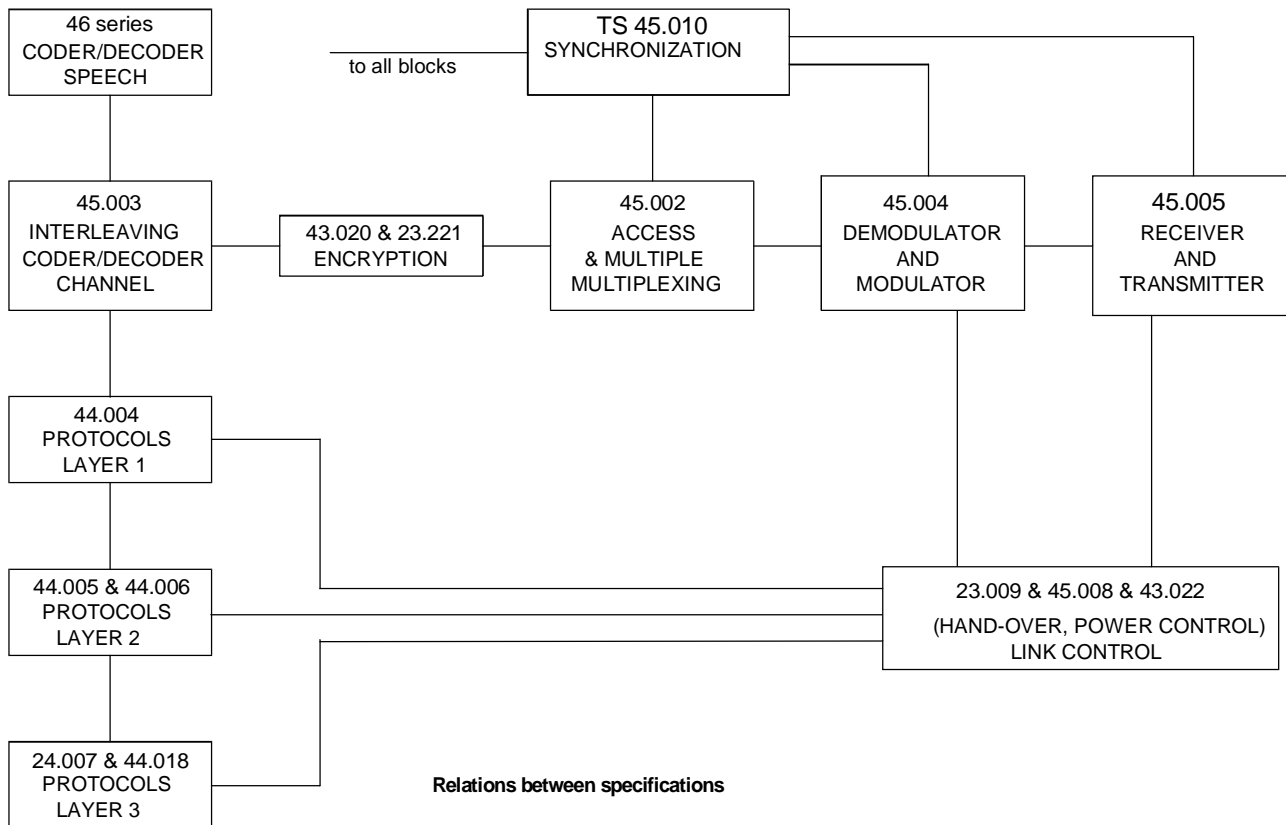 46 series
CODER/DECODER
SPEECH
to all blocks
TS 45.010
SYNCHRONIZATION
45.003
INTERLEAVING
CODER/DECODER
CHANNEL
43.020 & 23.221
ENCRYPTION
45.002
ACCESS
& MULTIPLE
MULTIPLEXING
45.004
DEMODULATOR
AND
MODULATOR
45.005
RECEIVER
AND
TRANSMITTER
44.004
PROTOCOLS
LAYER 1
44.005 & 44.006
PROTOCOLS
LAYER 2
23.009 & 45.008 & 43.022
(HAND-OVER, POWER CONTROL)
LINK CONTROL
24.007 & 44.018
PROTOCOLS
LAYER 3
Relations between specifications